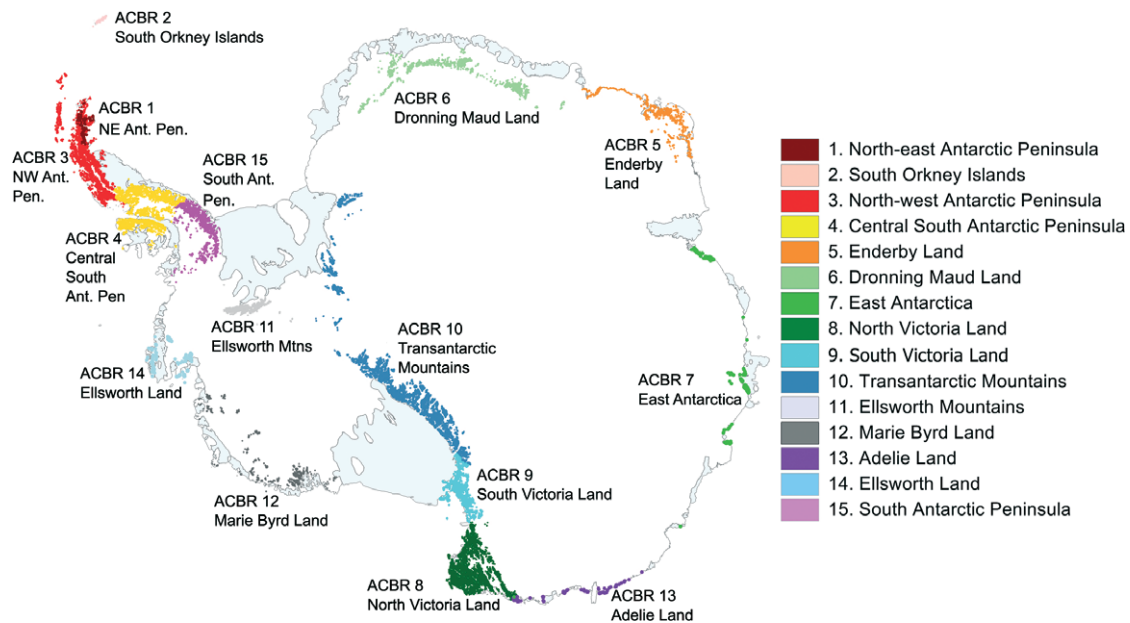 ACBR 2
South Orkney Islands
ACBR 1
NE Ant. Pen.
ACBR 3
NW Ant.
Pen.
ACBR 15
South Ant.
Pen.
ACBR 6
Dronning Maud Land
ACBR 5
Enderby
Land
ACBR 4
Central
South
Ant. Pen
ACBR 11
Ellsworth Mtns
ACBR 10
Transantarctic
Mountains
ACBR 14
Ellsworth Land
ACBR 7
East Antarctica
ACBR 12
Marie Byrd Land
ACBR 9
South Victoria Land
ACBR 8
North Victoria Land
ACBR 13
Adelie Land
1. North-east Antarctic Peninsula
2. South Orkney Islands
3. North-west Antarctic Peninsula
4. Central South Antarctic Peninsula
5. Enderby Land
6. Dronning Maud Land
7. East Antarctica
8. North Victoria Land
9. South Victoria Land
10. Transantarctic Mountains
11. Ellsworth Mountains
12. Marie Byrd Land
13. Adelie Land
14. Ellsworth Land
15. South Antarctic Peninsula